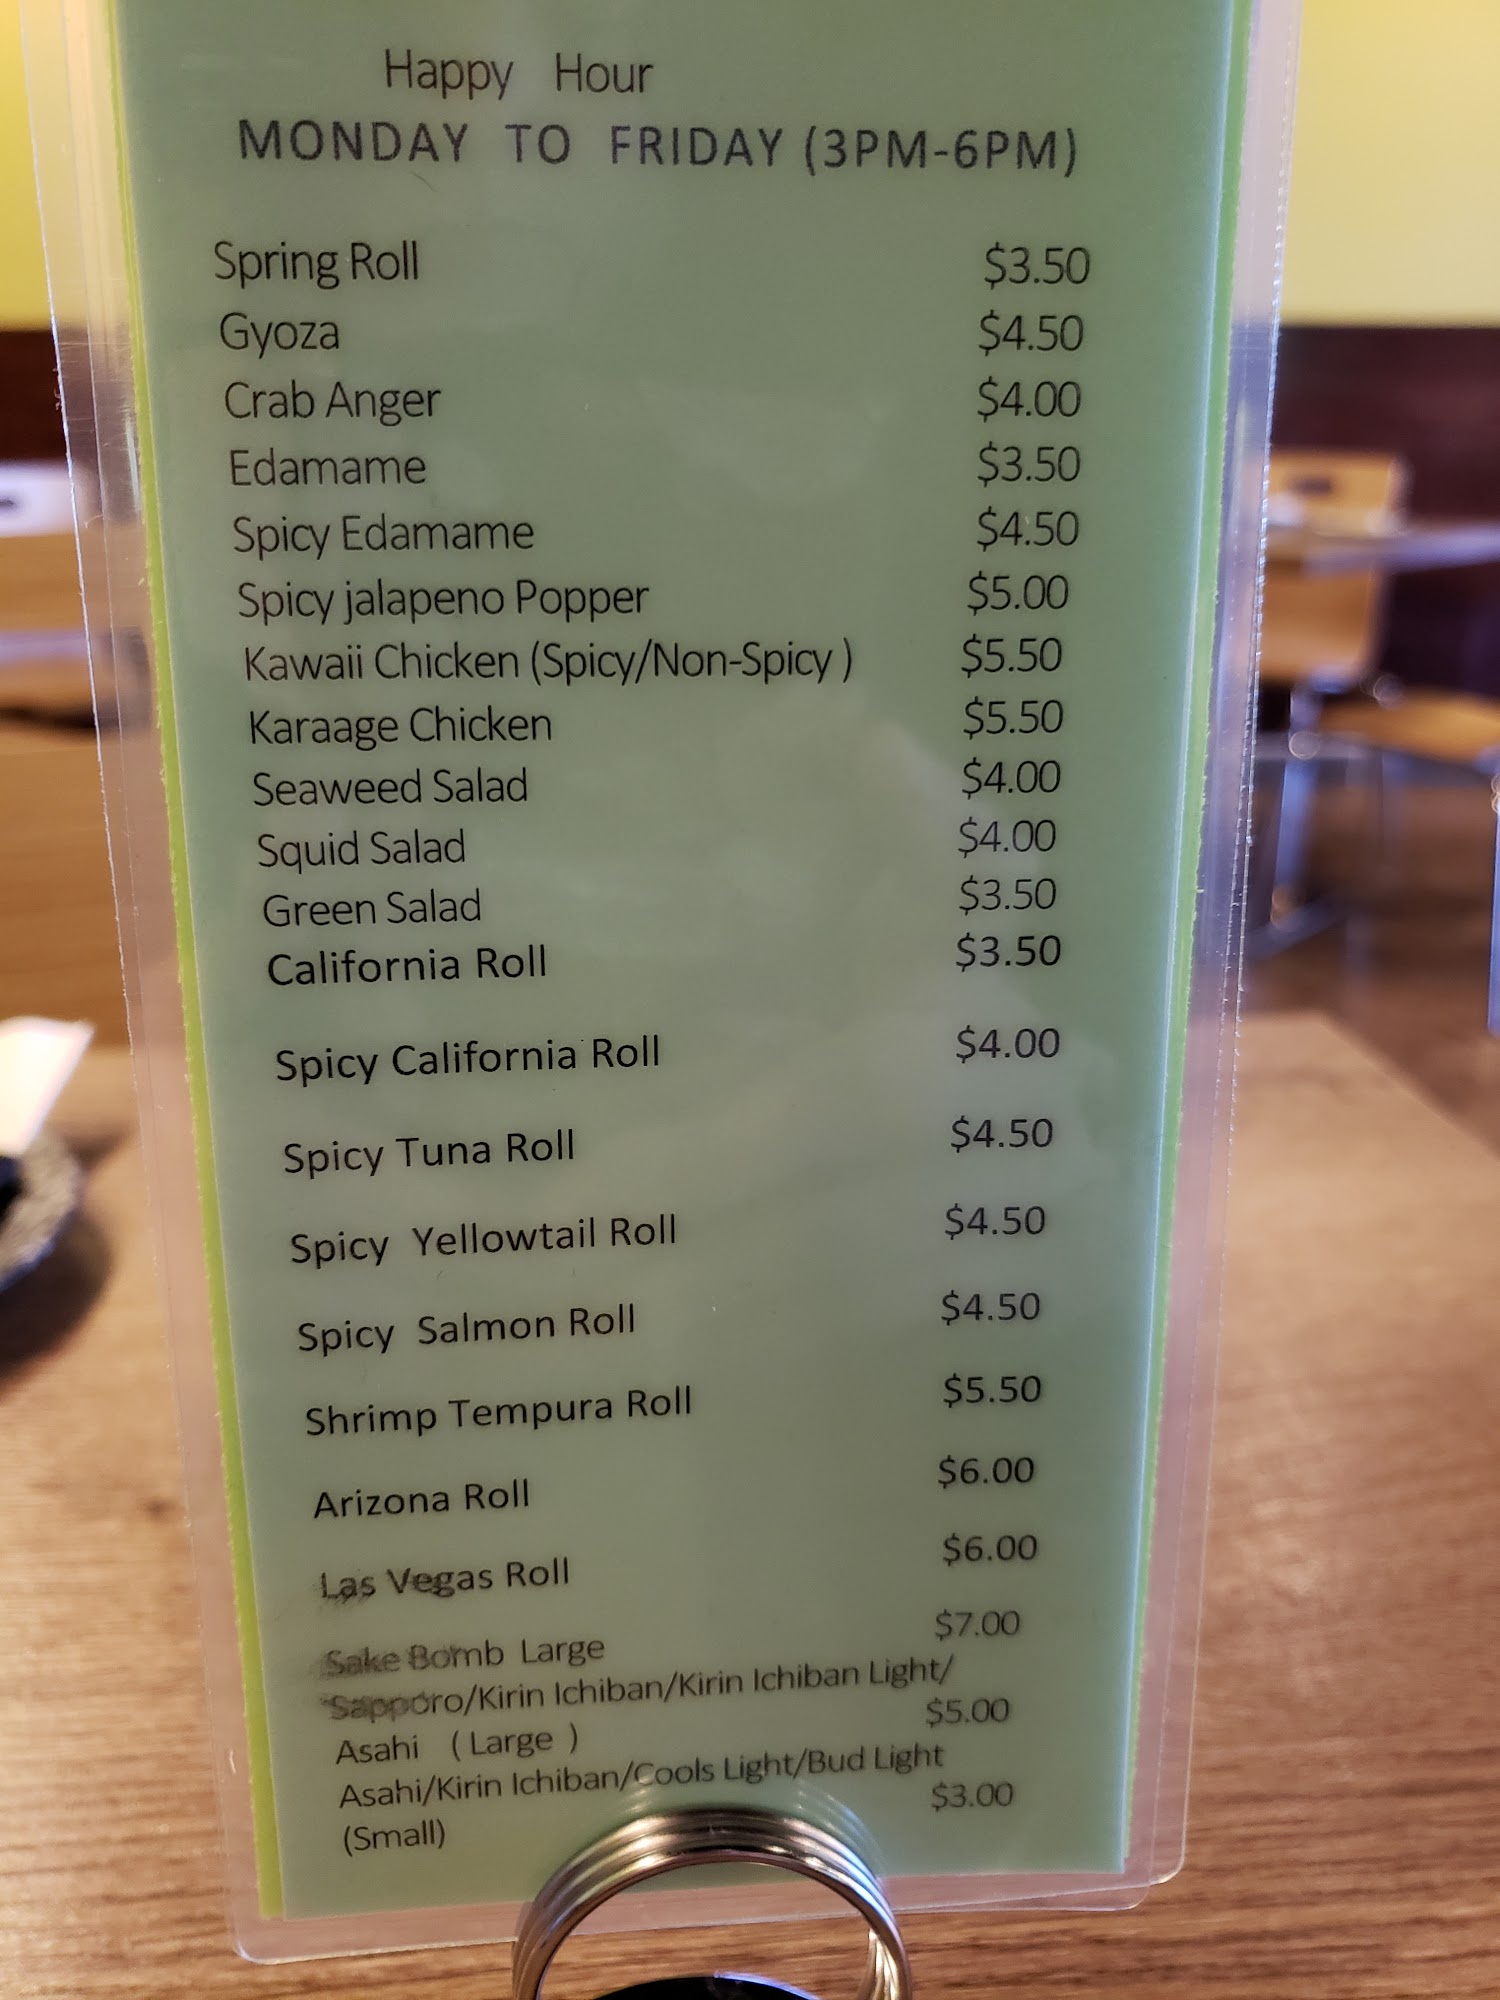 Happy Hour
MONDAY TO FRIDAY (3PM-6PM)
Spring Roll $3.50
Gyoza $4.50
Crab Anger $4.00
Edamame $3.50
Spicy Edamame $4.50
Spicy jalapeno Popper $5.00
Kawaii Chicken (Spicy/Non-Spicy ) $5.50
Karaage Chicken $5.50
Seaweed Salad $4.00
Squid Salad $4.00
Green Salad $3.50
California Roll $3.50
Spicy California Roll $4.00
Spicy Tuna Roll $4.50
Spicy Yellowtail Roll $4.50
Spicy Salmon Roll $4.50
Shrimp Tempura Roll $5.50
Arizona Roll $6.00
Las Vegas Roll $6.00
Sake Bomb Large $7.00
Sapporo/Kirin Ichiban/Kirin Ichiban Light/
Asahi ( Large ) $5.00
Asahi/Kirin Ichiban/Cools Light/Bud Light
(Small) $3.00